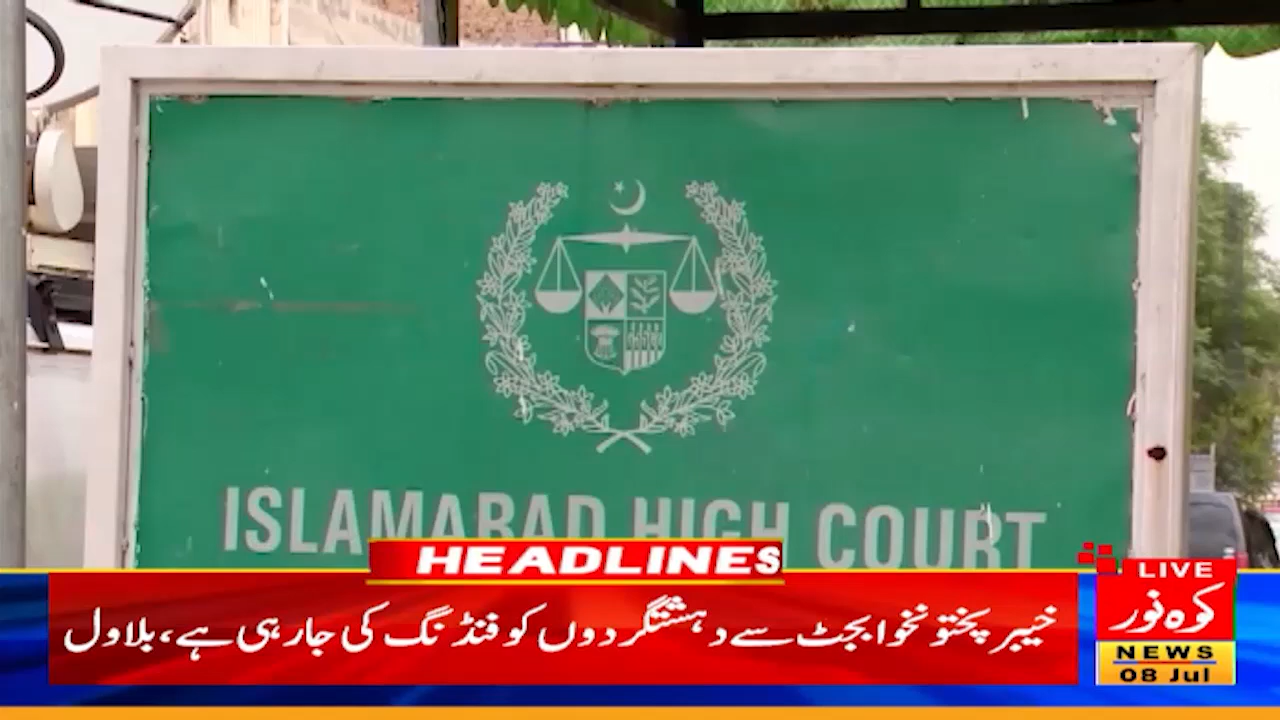 ISLAMABAD HIGH COURT
HEADLINES
خیبر پختونخوا بجٹ سے دہشتگردوں کو فنڈنگ کی جا رہی ہے، بلاول
LIVE
کوہ نور
NEWS
08 Jul